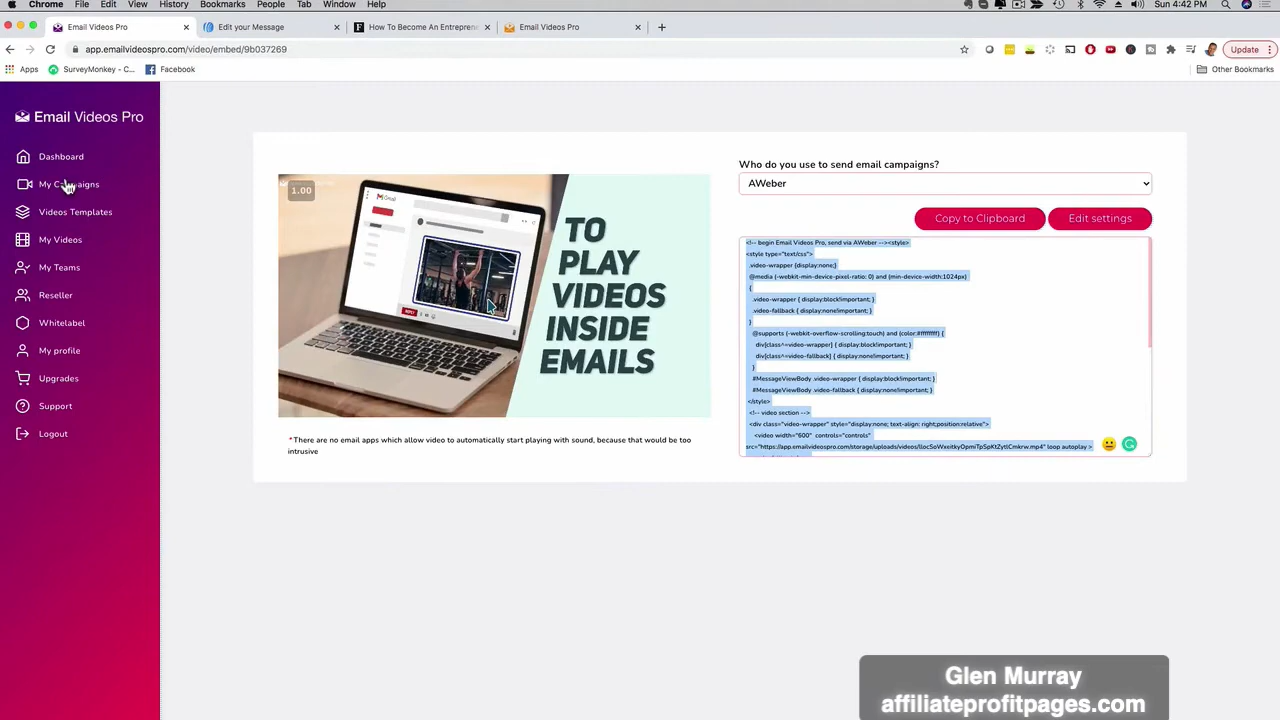 Chrome File Edit View History Bookmarks People Tab Window Help
Sun 4:42 PM
Email Videos Pro
Edit your Message
How To Become An Entrepren
Email Videos Pro
app.emailvideospro.com/video/embed/9b037269
Update
Apps
SurveyMonkey - C...
Facebook
Other Bookmarks
Email Videos Pro
Dashboard
My Campaigns
Videos Templates
My Videos
My Teams
Reseller
Whitelabel
My profile
Upgrades
Support
Logout
1.00
Gmail
TO
PLAY
VIDEOS
INSIDE
EMAILS
*There are no email apps which allow video to automatically start playing with sound, because that would be too
intrusive
Who do you use to send email campaigns?
AWeber
Copy to Clipboard
Edit settings
<!-- begin Email Videos Pro, send via AWeber --><style>
<style type="text/css">
.video-wrapper {display:none;}
@media (-webkit-min-device-pixel-ratio: 0) and (min-device-width:1024px)
{
.video-wrapper { display:block!important; }
.video-fallback { display:none!important; }
}
@supports (-webkit-overflow-scrolling:touch) and (color:#ffffffff) {
div[class^=video-wrapper] { display:block!important; }
div[class^=video-fallback] { display:none!important; }
}
#MessageViewBody .video-wrapper { display:block!important; }
#MessageViewBody .video-fallback { display:none!important; }
</style>
<!-- video section -->
<div class="video-wrapper" style="display:none; text-align: right;position:relative">
<video width="600" controls="controls"
loop autoplay >
Glen Murray
affiliateprofitpages.com